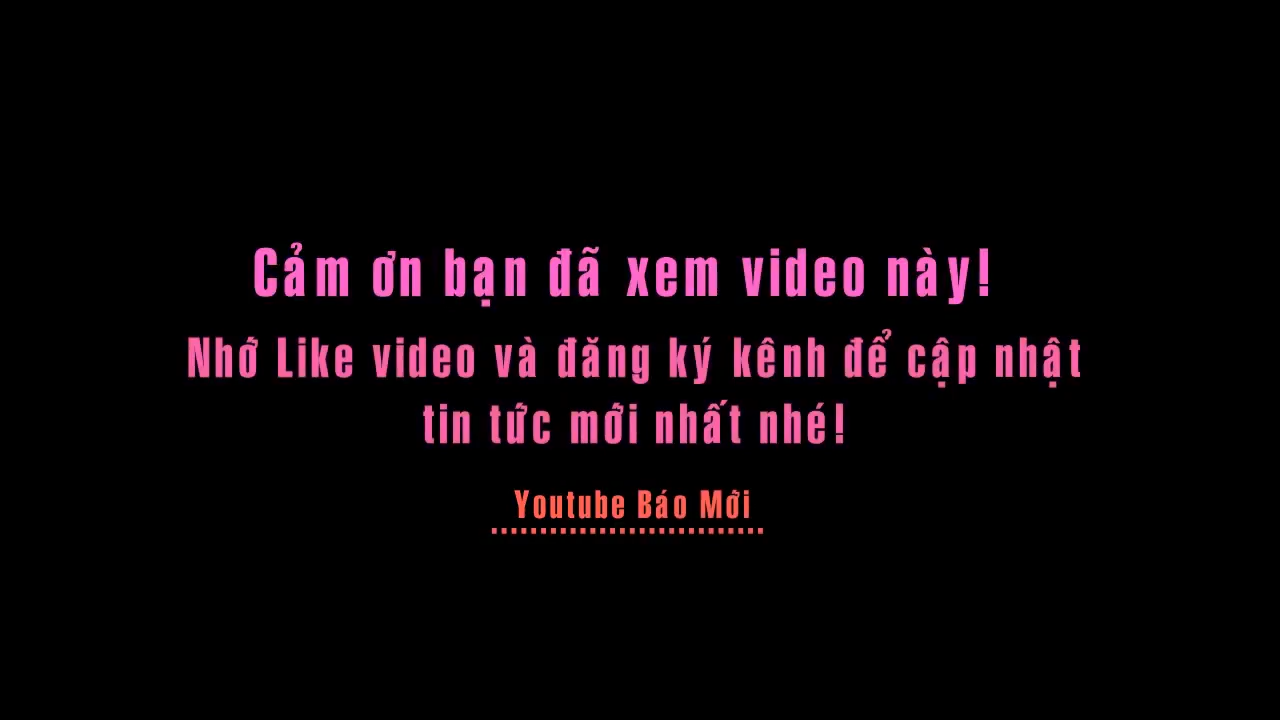 Cảm ơn bạn đã xem video này!
Nhớ Like video và đăng ký kênh để cập nhật
tin tức mới nhất nhé!
Youtube Báo Mới